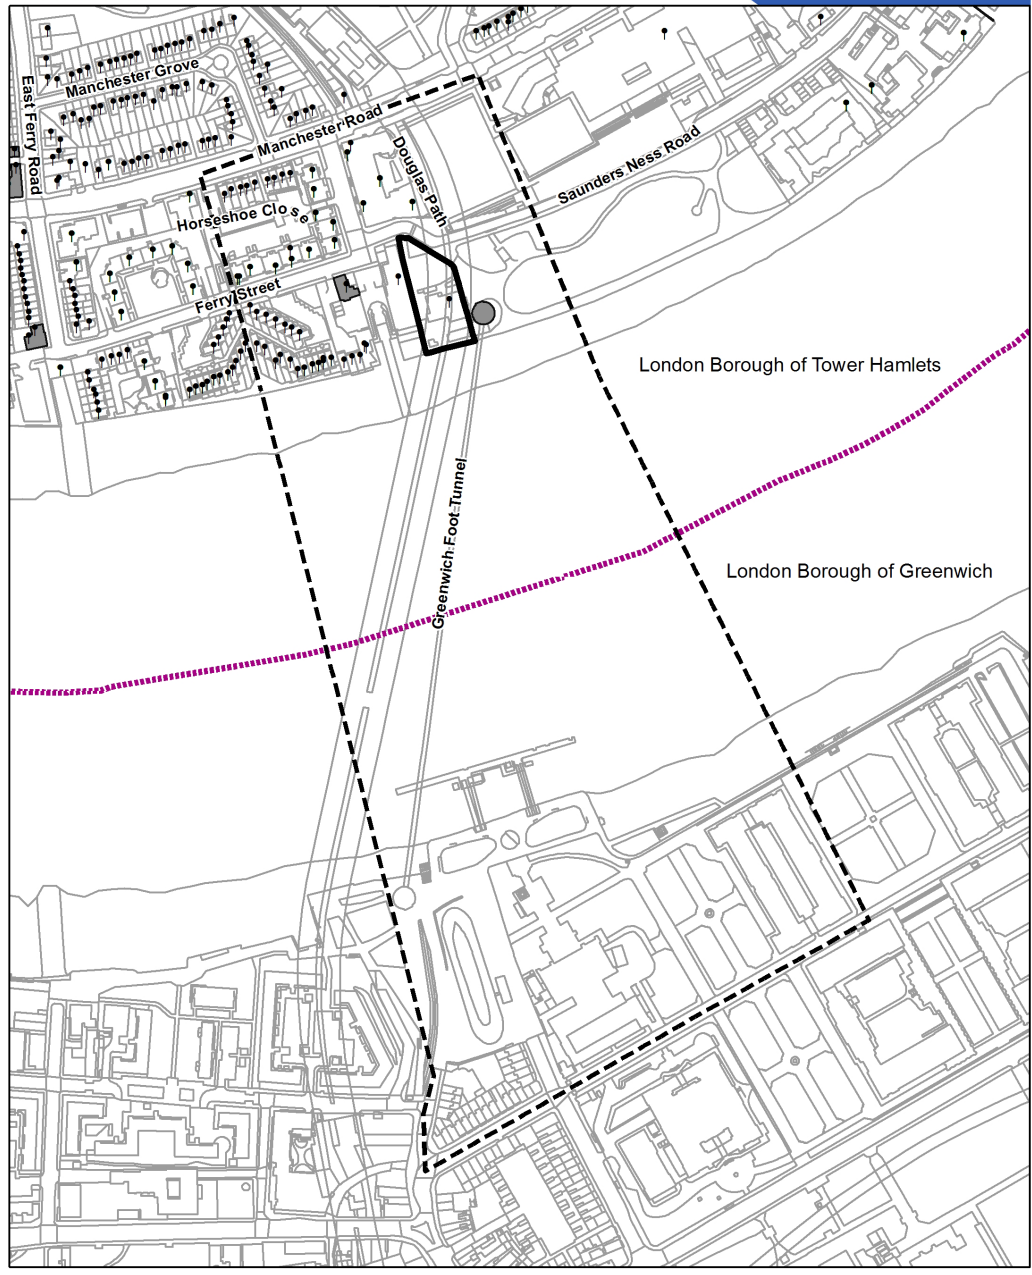 Manchester Grove
East Ferry Road
Manchester Road
Douglas Path
Saunders Ness Road
Horseshoe Close
Ferry Street
London Borough of Tower Hamlets
Greenwich Foot Tunnel
London Borough of Greenwich